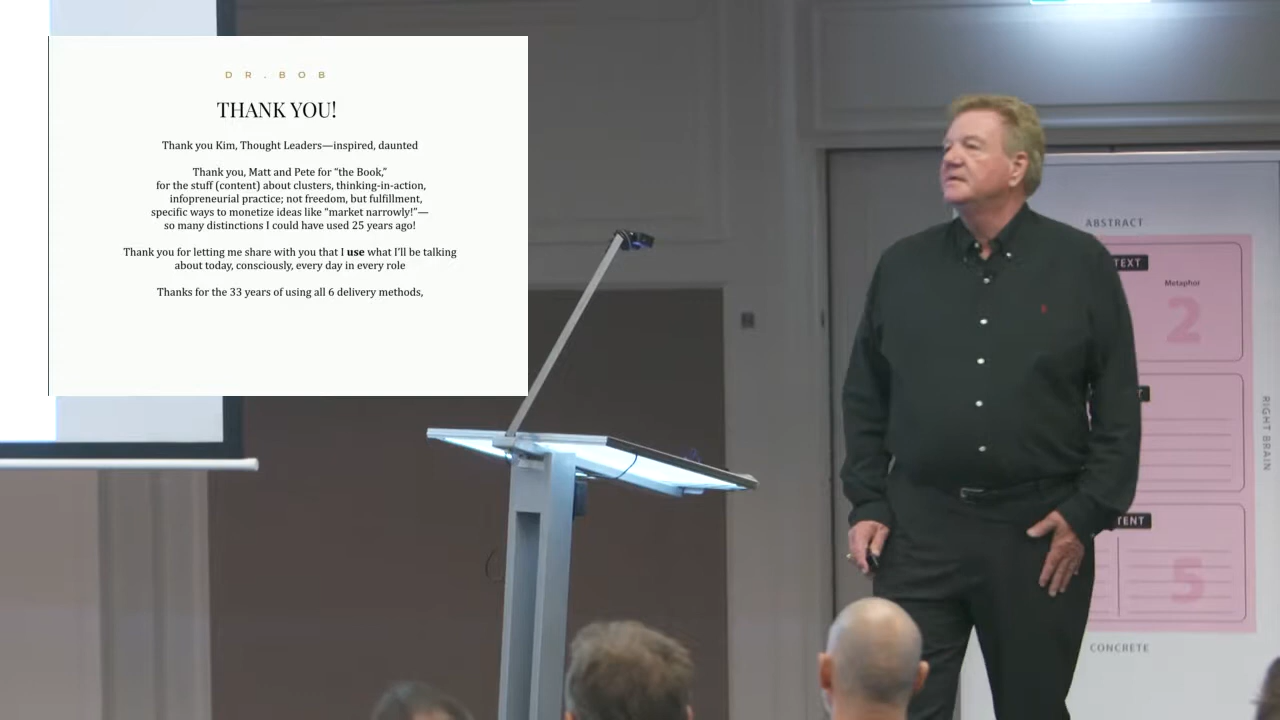 DR.BOB
THANK YOU!
Thank you Kim, Thought Leaders—inspired, daunted
Thank you, Matt and Pete for “the Book,”
for the stuff (content) about clusters, thinking-in-action,
infopreneurial practice; not freedom, but fulfillment,
specific ways to monetize ideas like “market narrowly!”—
so many distinctions I could have used 25 years ago!
Thank you for letting me share with you that I use what I’ll be talking
about today, consciously, every day in every role
Thanks for the 33 years of using all 6 delivery methods,
ABSTRACT
TEXT
Metaphor
2
RIGHT BRAIN
TENT
5
CONCRETE